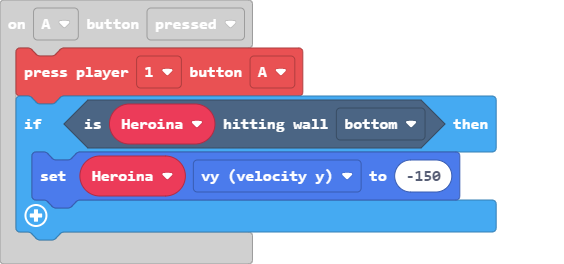 on A button pressed
press player 1 button A
if is Heroina hitting wall bottom then
set Heroina vy (velocity y) to -150